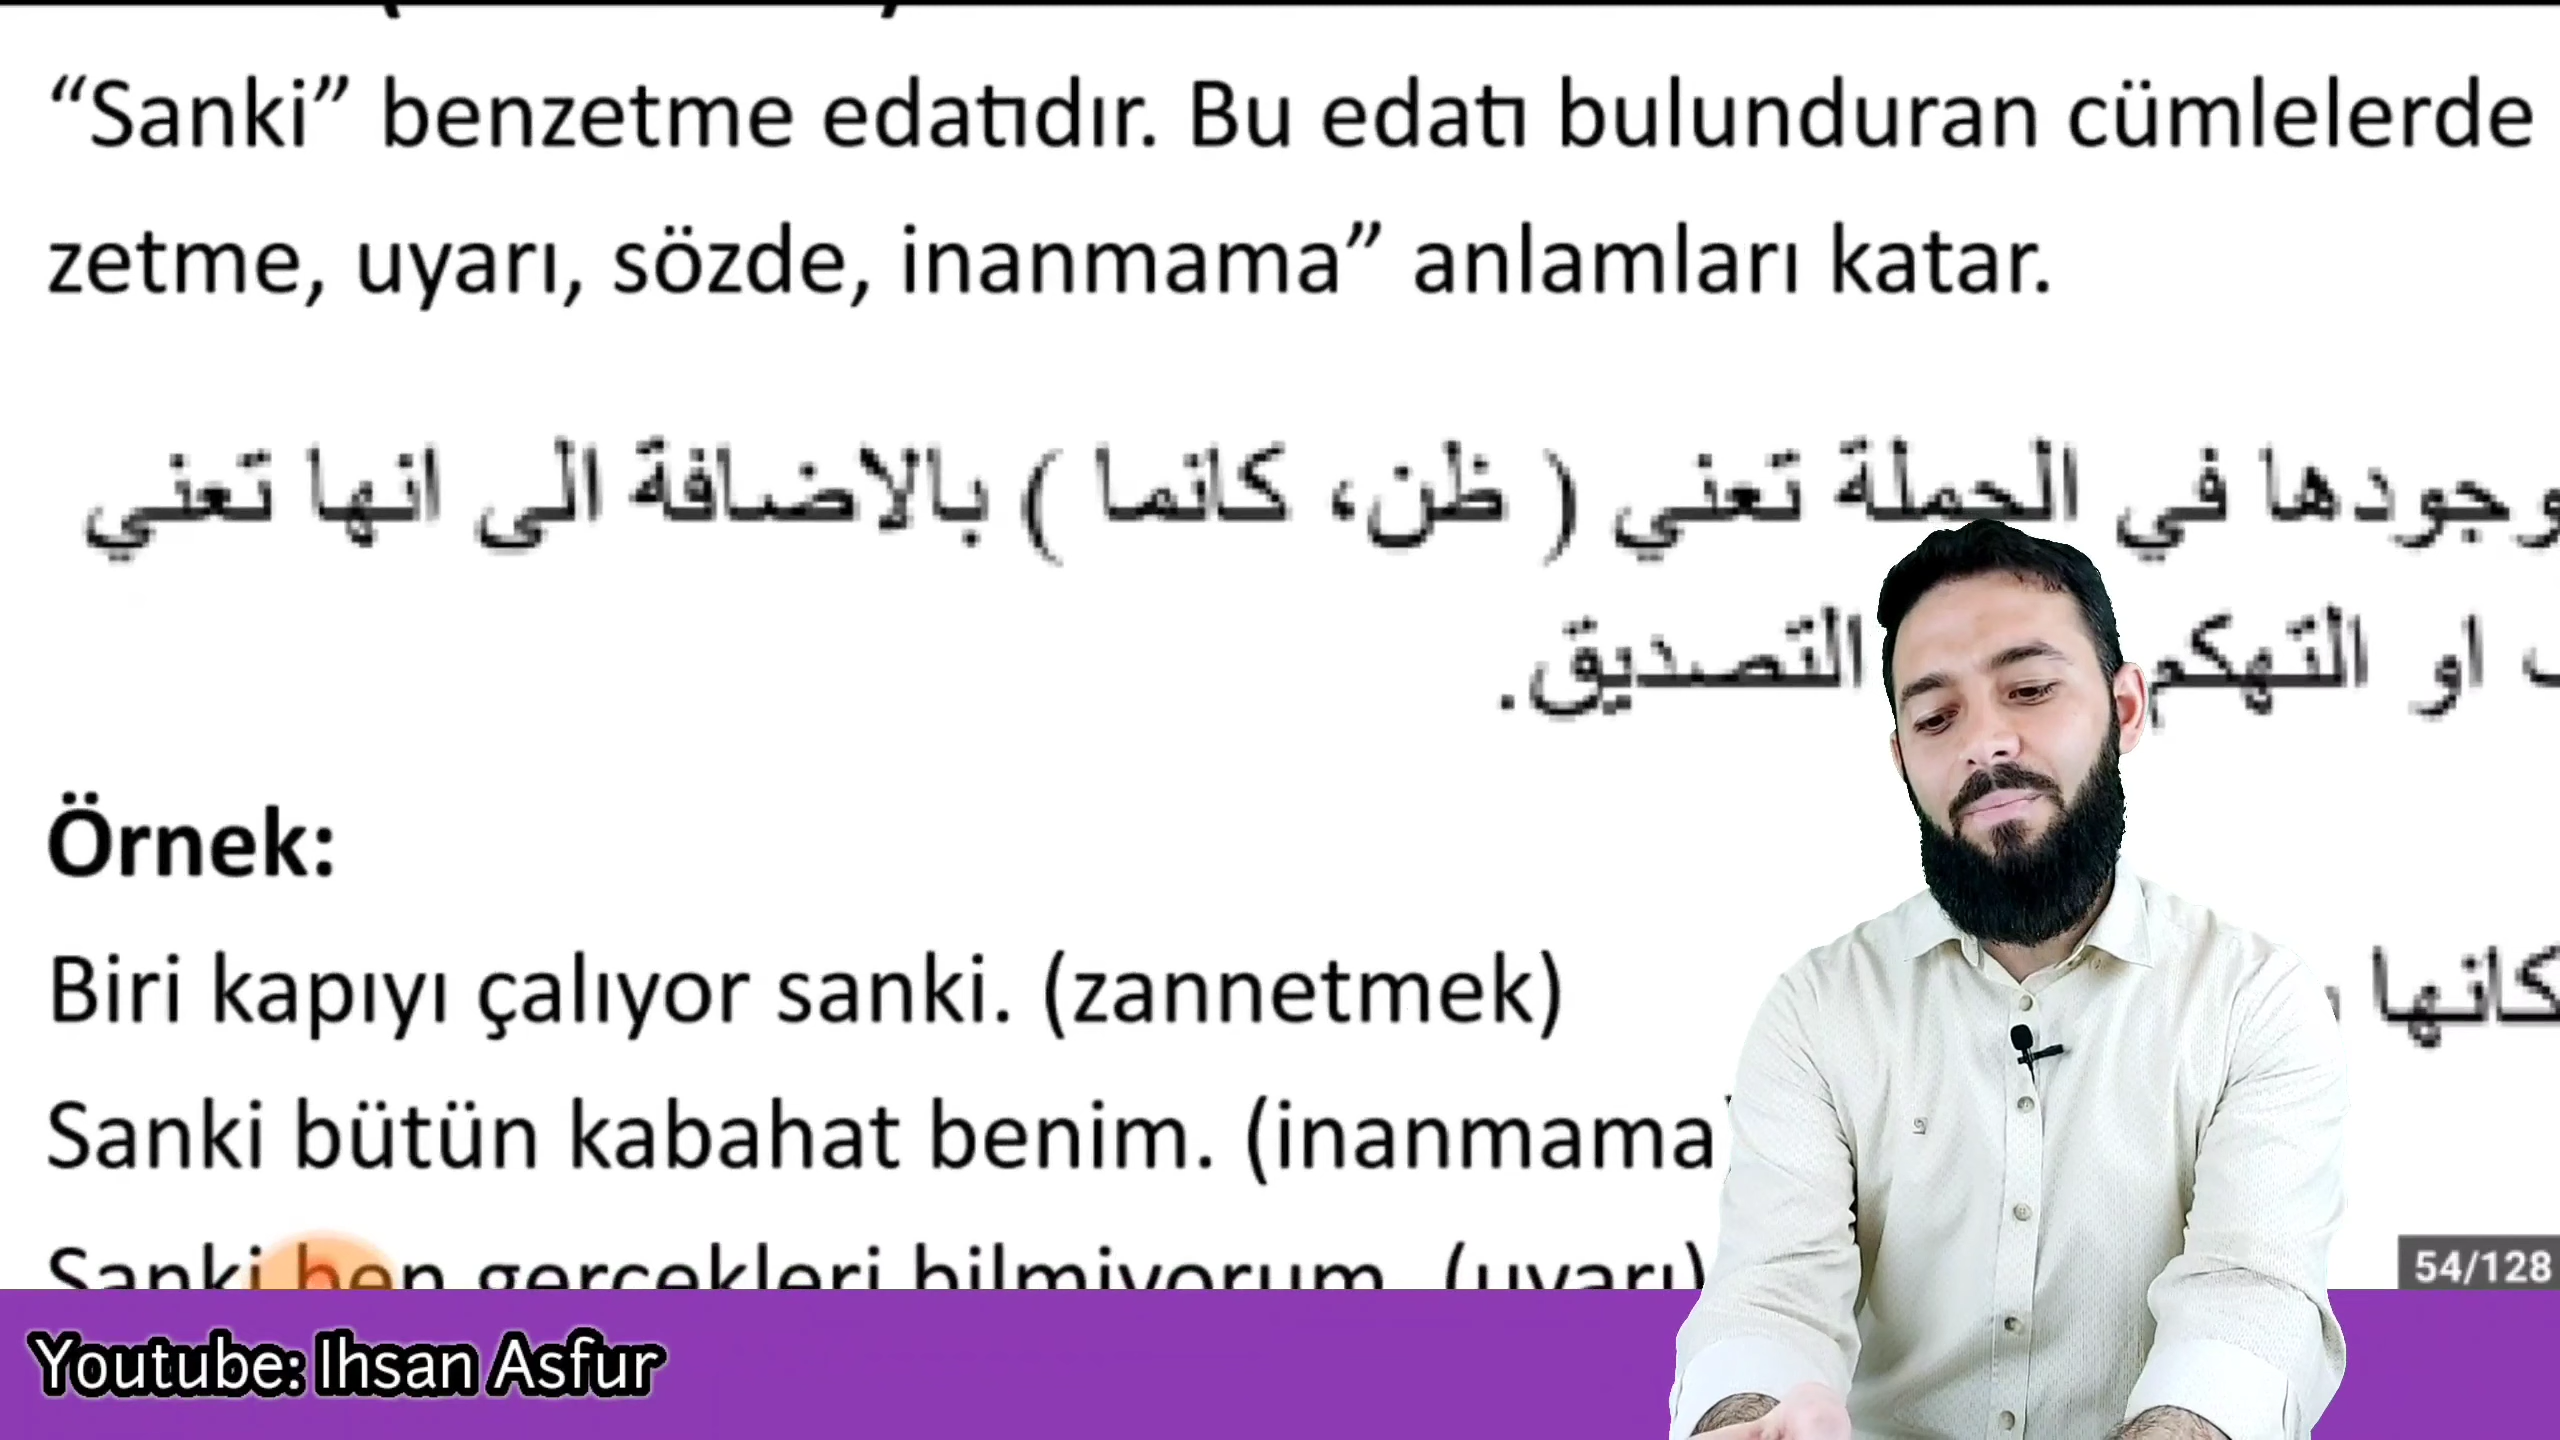 “Sanki” benzetme edatıdır. Bu edatı bulunduran cümlelerde
zetme, uyarı, sözde, inanmama” anlamları katar.
وجودها في الجملة تعني ( ظن، كانما ) بالاضافة الى انها تعني
او التهكم التصديق.
Örnek:
Biri kapıyı çalıyor sanki. (zannetmek)
كانها
Sanki bütün kabahat benim. (inanmama)
Sanki ben gerçekleri bilmiyorum. (uyarı)
54/128
Youtube: Ihsan Asfur